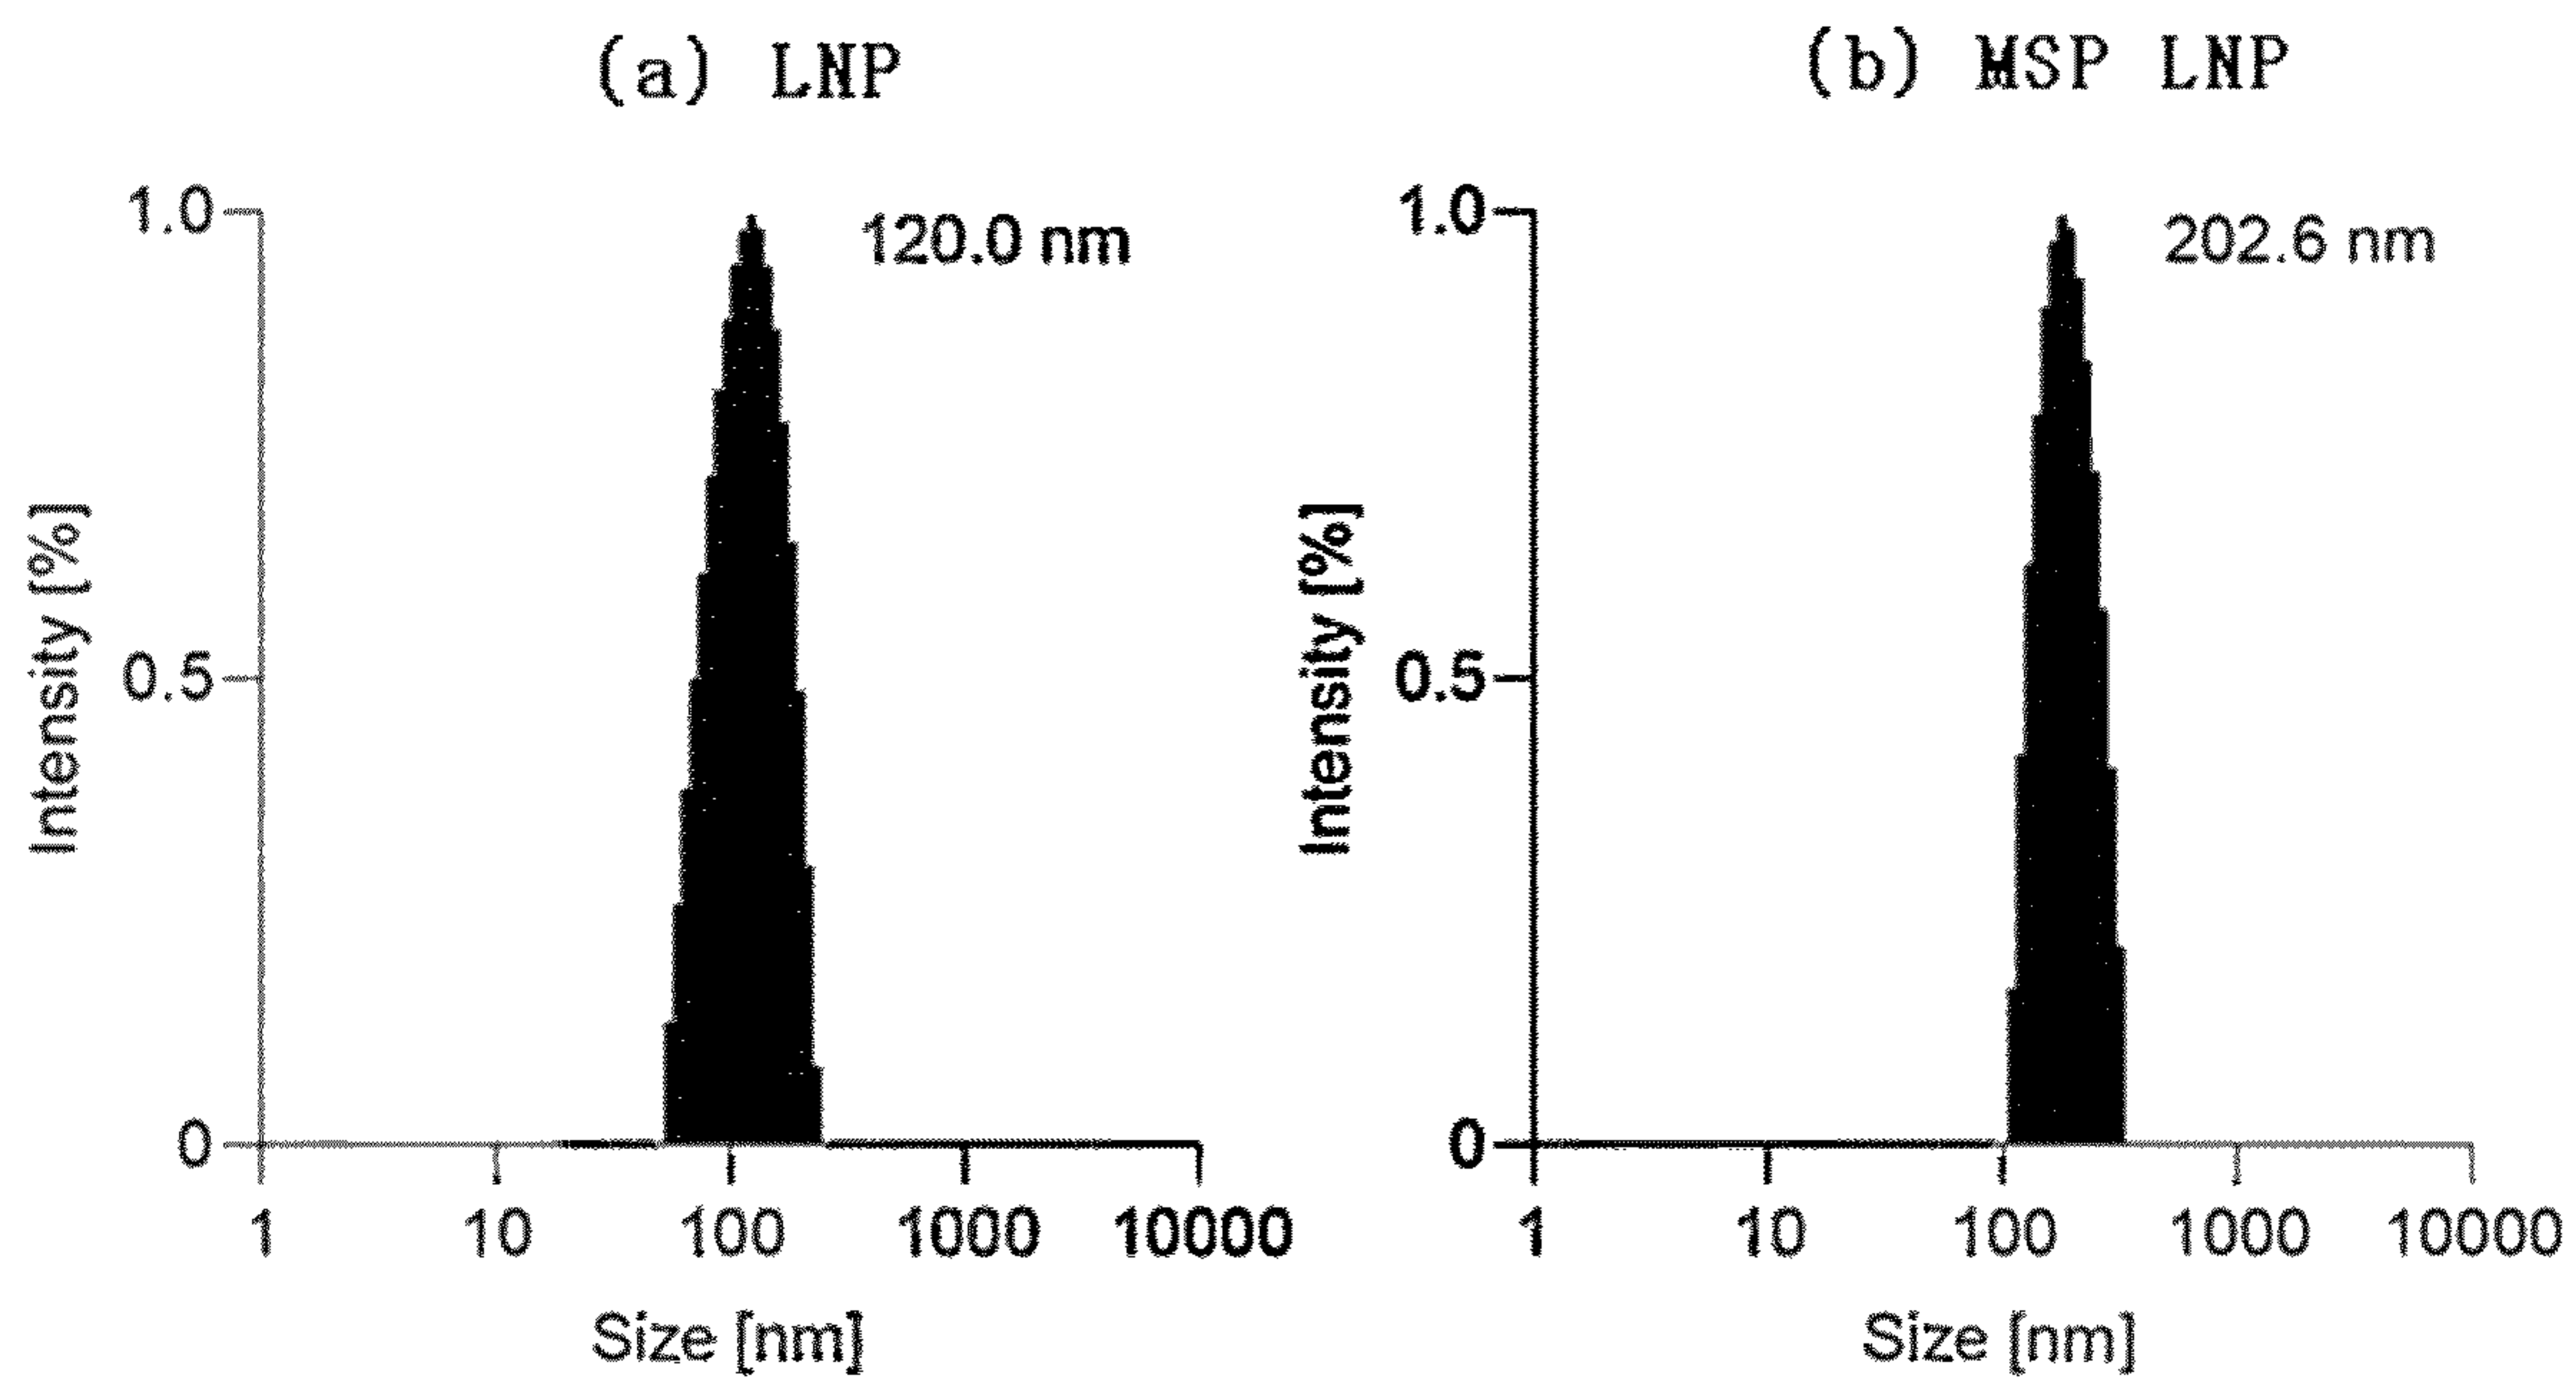 (a) LNP
1.0
120.0 nm
Intensity [%]
0.5
0
1 10 100 1000 10000
Size [nm]
(b) MSP LNP
1.0
202.6 nm
Intensity [%]
0.5
0
1 10 100 1000 10000
Size [nm]